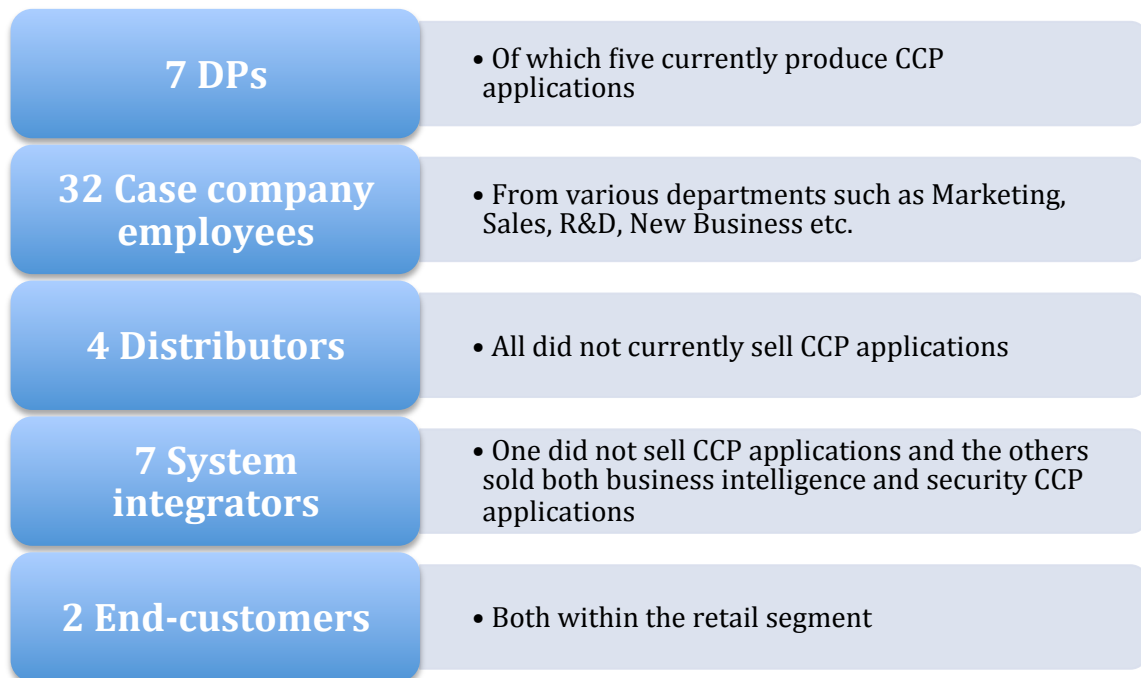 7 DPs
• Of which five currently produce CCP
applications
32 Case company
employees
• From various departments such as Marketing,
Sales, R&D, New Business etc.
4 Distributors
• All did not currently sell CCP applications
7 System
integrators
• One did not sell CCP applications and the others
sold both business intelligence and security CCP
applications
2 End-customers
• Both within the retail segment